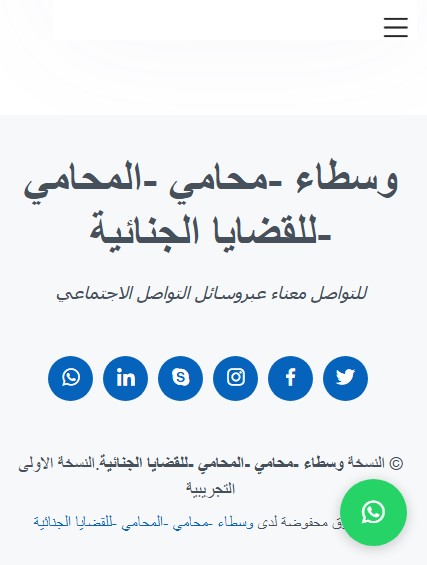 وسطاء -محامي -المحامي
-للقضايا الجنائية
للتواصل معناء عبروسائل التواصل الاجتماعي
© النسخة وسطاء -محامي -المحامي -للقضايا الجنائية.النسخة الاولى
التجريبية
محفوضة لدى وسطاء -محامي -المحامي -للقضايا الجنائية